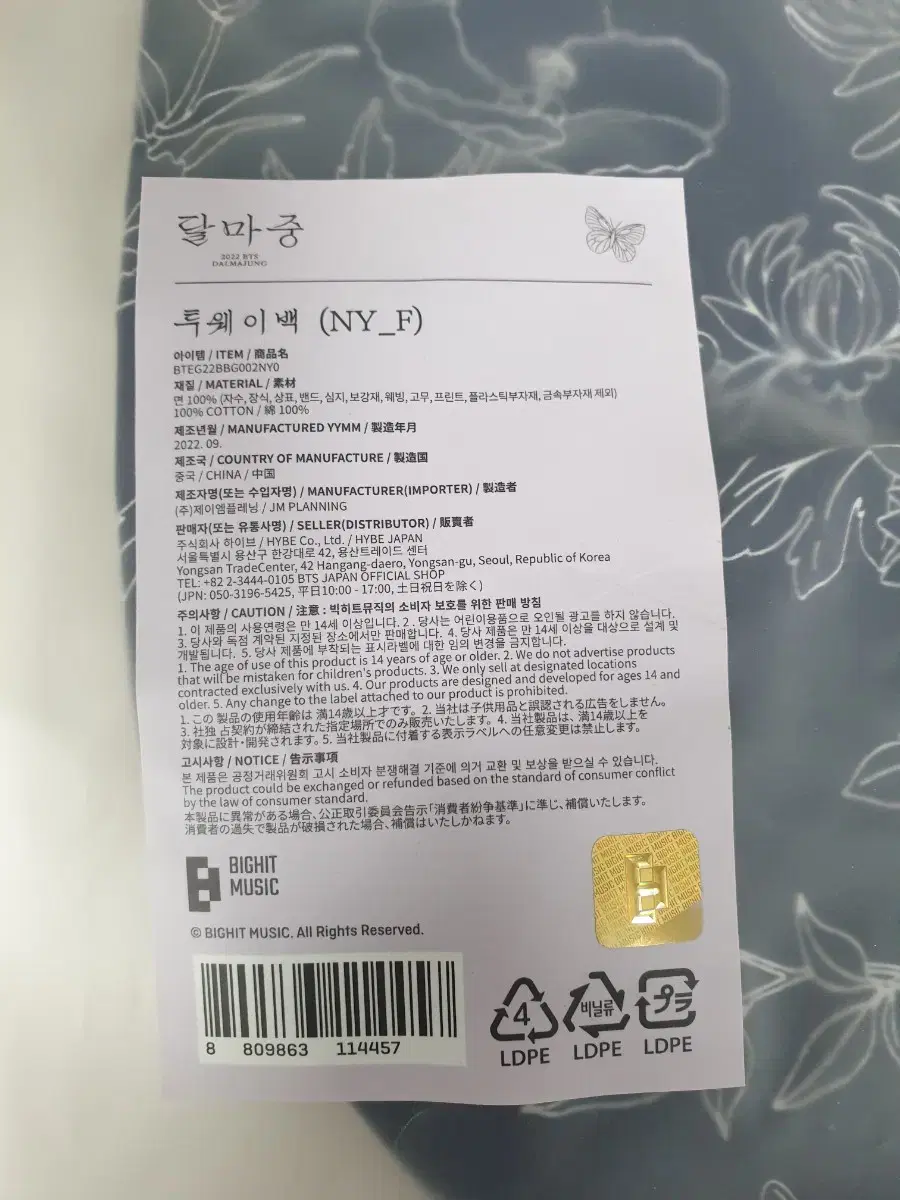 달마중
2022 BTS
DALMAJUNG
투웨이백 (NY_F)
아이템 / ITEM / 商品名
BTEG22BBG002NY0
재질 / MATERIAL / 素材
면 100% (자수, 장식, 상표, 밴드, 심지, 보강재, 웨빙, 고무, 프린트, 플라스틱부자재, 금속부자재 제외)
100% COTTON / 綿 100%
제조년월 / MANUFACTURED YYMM / 製造年月
2022. 09.
제조국 / COUNTRY OF MANUFACTURE / 製造国
중국 / CHINA / 中国
제조자명(또는 수입자명) / MANUFACTURER(IMPORTER) / 製造者
(주)제이엠플래닝 / JM PLANNING
판매자(또는 유통사명) / SELLER(DISTRIBUTOR) / 販賣者
주식회사 하이브 / HYBE Co., Ltd. / HYBE JAPAN
서울특별시 용산구 한강대로 42, 용산트레이드 센터
Yongsan TradeCenter, 42 Hangang-daero, Yongsan-gu, Seoul, Republic of Korea
TEL: +82 2-3444-0105 BTS JAPAN OFFICIAL SHOP
(JPN: 050-3196-5425, 平日10:00 - 17:00, 土日祝日を除く)
주의사항 / CAUTION / 注意 : 빅히트뮤직의 소비자 보호를 위한 판매 방침
1. 이 제품의 사용연령은 만 14세 이상입니다. 2 . 당사는 어린이용품으로 오인될 광고를 하지 않습니다.
3. 당사와 독점 계약된 지정된 장소에서만 판매합니다. 4. 당사 제품은 만 14세 이상을 대상으로 설계 및
개발됩니다. 5. 당사 제품에 부착되는 표시라벨에 대한 임의 변경을 금지합니다.
1. The age of use of this product is 14 years of age or older. 2. We do not advertise products
that will be mistaken for children's products. 3. We only sell at designated locations
contracted exclusively with us. 4. Our products are designed and developed for ages 14 and
older. 5. Any change to the label attached to our product is prohibited.
1. この 製品の使用年齢は 満14歳以上才です。2. 当社は子供用品と誤認される広告をしません。
3. 社独 占契約が締結された指定場所でのみ販売いたします。4. 当社製品は、満14歳以上を
対象に設計・開発されます。5. 当社製品に付着する表示ラベルへの任意変更は禁止します。
고시사항 / NOTICE / 告示事項
본 제품은 공정거래위원회 고시 소비자 분쟁해결 기준에 의거 교환 및 보상을 받으실 수 있습니다.
The product could be exchanged or refunded based on the standard of consumer conflict
by the law of consumer standard.
本製品に異常がある場合、公正取引委員会告示「消費者紛争基準」に準じ、補償いたします。
消費者の過失で製品が破損された場合、補償はいたしかねます。
BIGHIT
MUSIC
© BIGHIT MUSIC. All Rights Reserved.
8 809863 114457
4
LDPE
비닐류
LDPE
プラ
LDPE